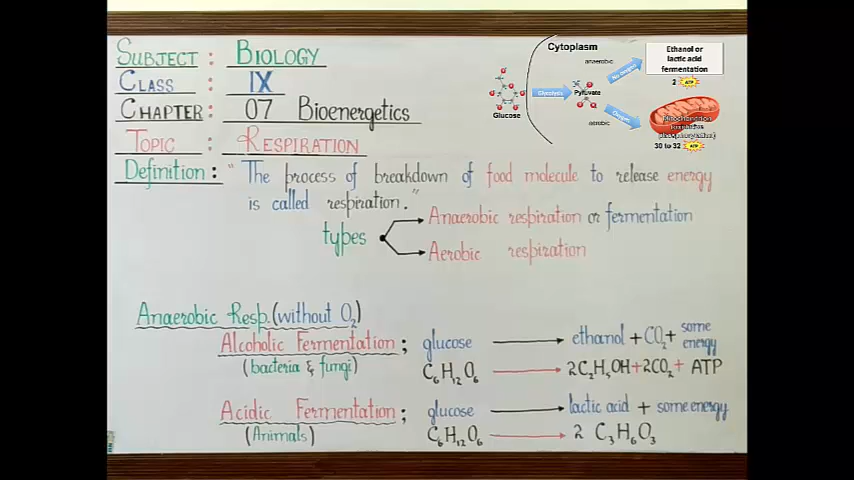 SUBJECT : BIOLOGY
CLASS : IX
CHAPTER : 07 Bioenergetics
TOPIC : RESPIRATION
Definition : " The process of breakdown of food molecule to release energy
is called respiration."
types
Anaerobic respiration or fermentation
Aerobic respiration
Cytoplasm
anaerobic
Ethanol or
lactic acid
fermentation
2 ATP
No oxygen
Glucose
Glycolysis
Pyruvate
Oxygen
aerobic
Mitochondrion
(oxidative
phosphorylation)
30 to 32 ATP
Anaerobic Resp. (without O₂)
Alcoholic Fermentation ; glucose ethanol + CO₂ + some energy
(bacteria & fungi) C₆H₁₂O₆ 2C₂H₅OH + 2CO₂ + ATP
Acidic Fermentation ; glucose lactic acid + some energy
(Animals) C₆H₁₂O₆ 2 C₃H₆O₃